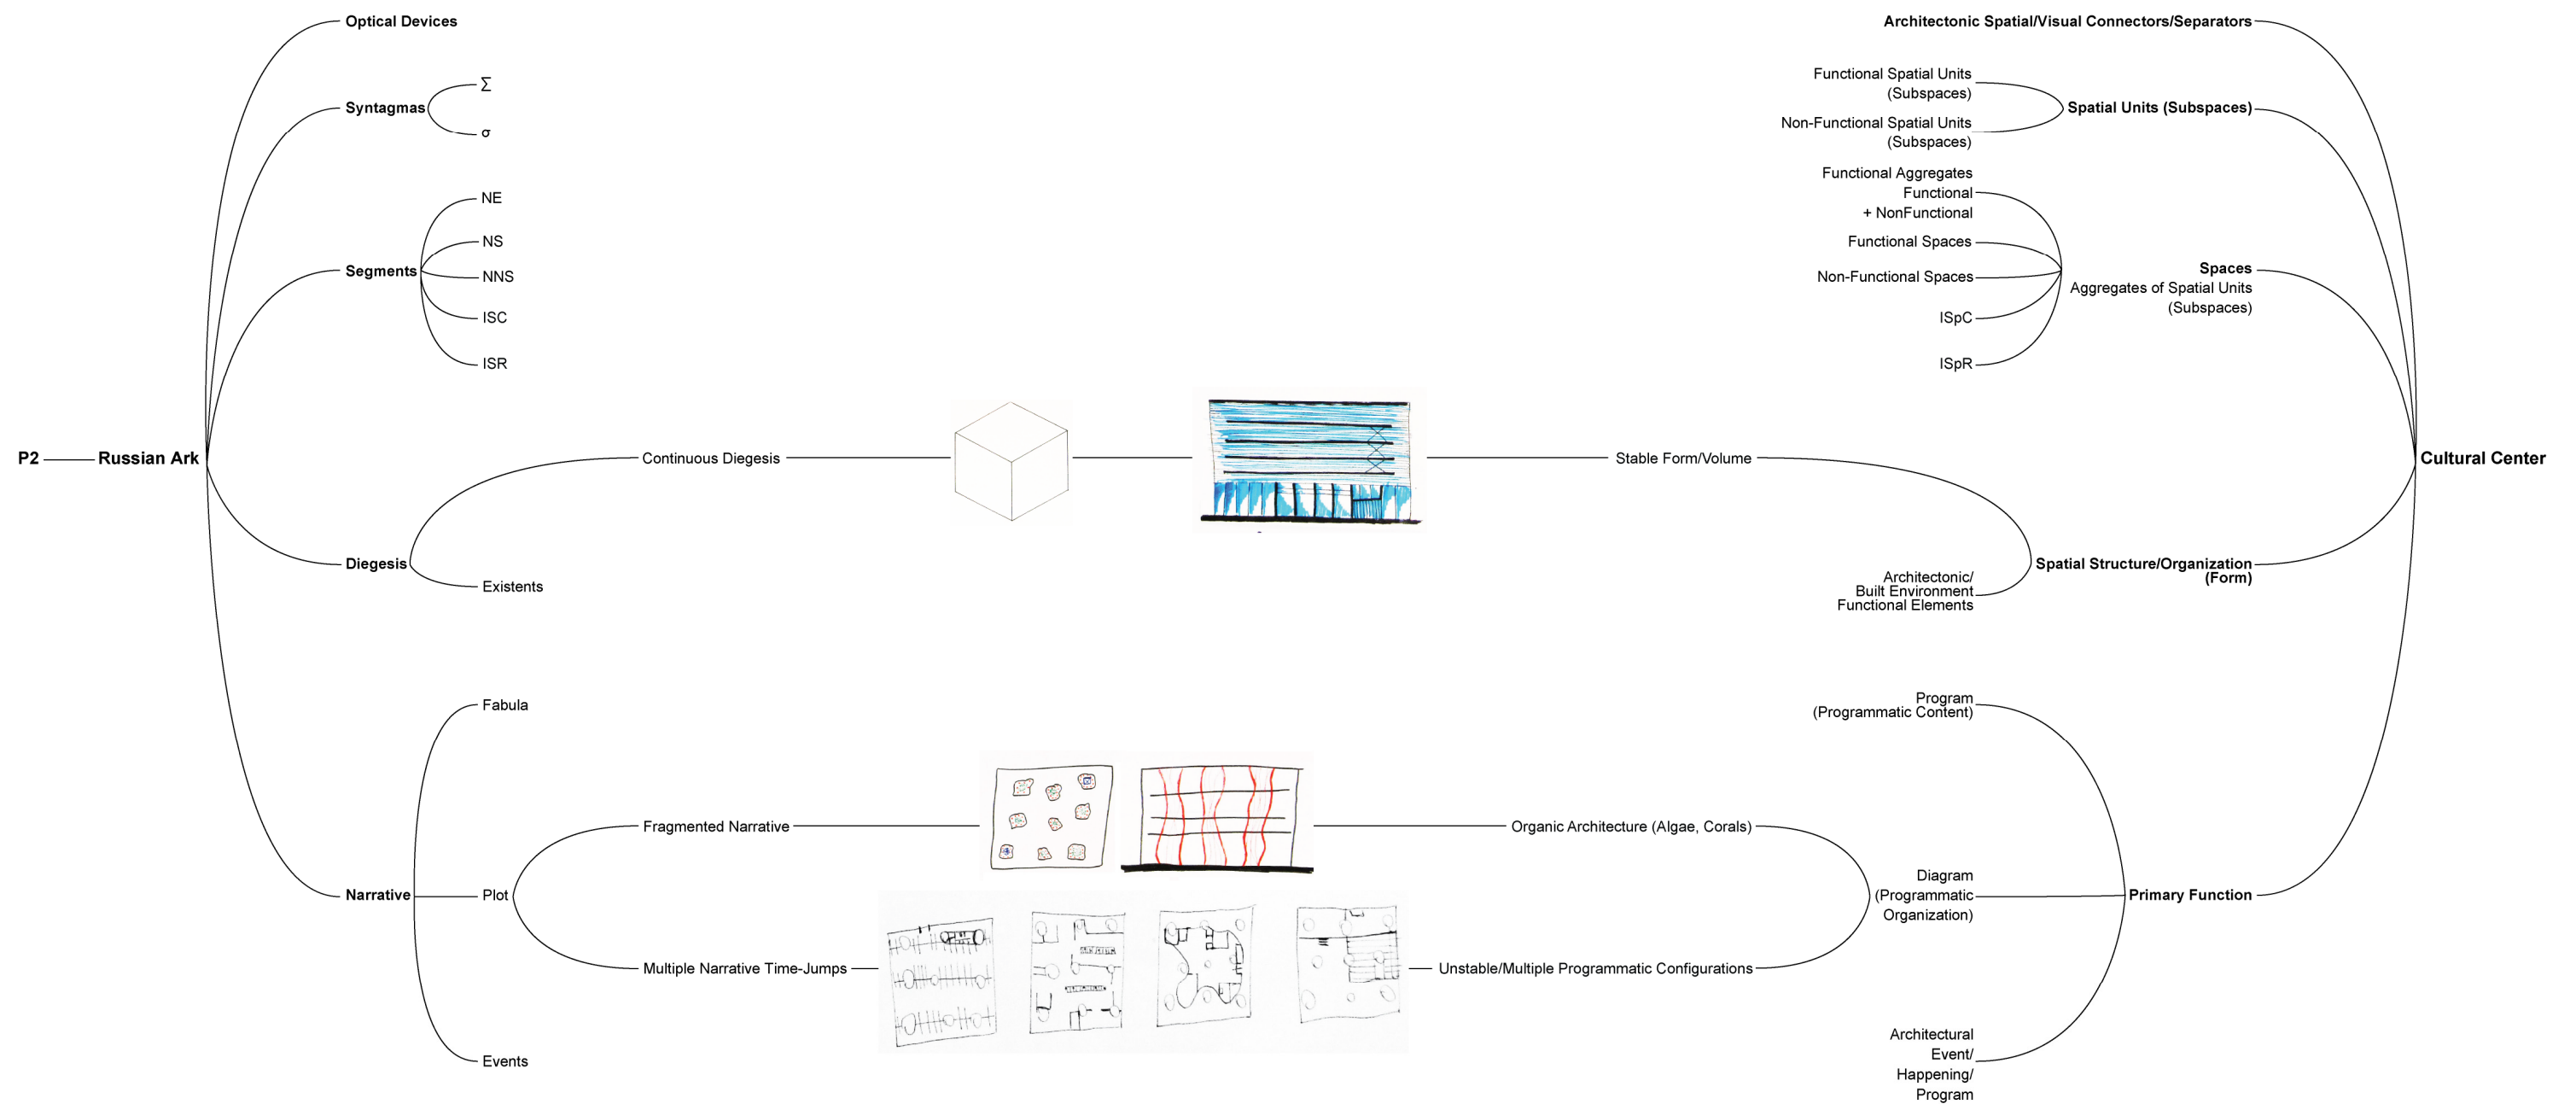 Optical Devices
Syntagmas
∑
σ
Segments
NE
NS
NNS
ISC
ISR
P2
Russian Ark
Continuous Diegesis
Diegesis
Existents
Fabula
Fragmented Narrative
Narrative
Plot
Multiple Narrative Time-Jumps
Events
Architectonic Spatial/Visual Connectors/Separators
Functional Spatial Units
(Subspaces)
Non-Functional Spatial Units
(Subspaces)
Spatial Units (Subspaces)
Functional Aggregates
Functional
+ NonFunctional
Functional Spaces
Non-Functional Spaces
ISpC
ISpR
Spaces
Aggregates of Spatial Units
(Subspaces)
Stable Form/Volume
Cultural Center
Architectonic/
Built Environment
Functional Elements
Spatial Structure/Organization
(Form)
Program
(Programmatic Content)
Organic Architecture (Algae, Corals)
Diagram
(Programmatic
Organization)
Primary Function
Unstable/Multiple Programmatic Configurations
Architectural
Event/
Happening/
Program